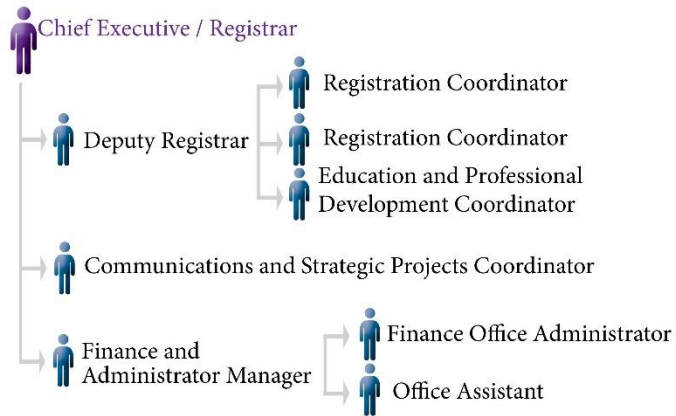 Chief Executive / Registrar
Registration Coordinator
Deputy Registrar
Registration Coordinator
Education and Professional
Development Coordinator
Communications and Strategic Projects Coordinator
Finance and
Administrator Manager
Finance Office Administrator
Office Assistant